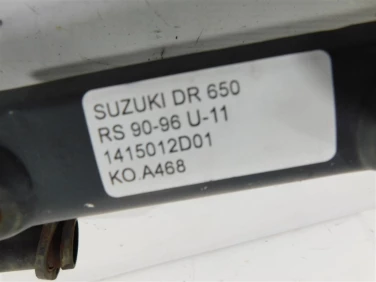 SUZUKI DR 650
RS 90-96 U-11
1415012D01
KO.A468